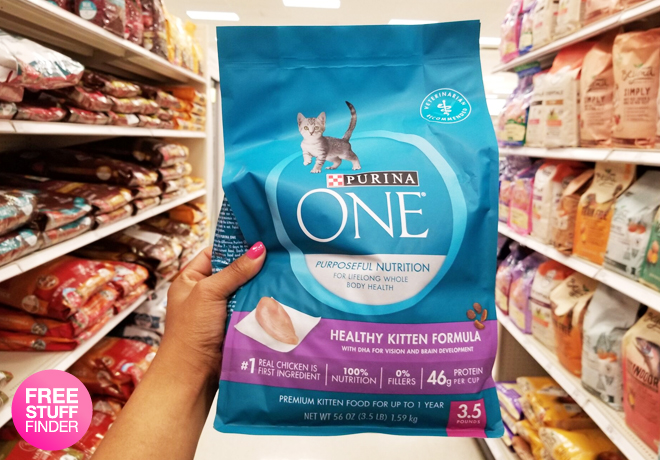 VETERINARIAN
RECOMMENDED
PURINA
ONE®
PURPOSEFUL NUTRITION
FOR LIFELONG WHOLE
BODY HEALTH
HEALTHY KITTEN FORMULA
WITH DHA FOR VISION AND BRAIN DEVELOPMENT
#1 REAL CHICKEN IS FIRST INGREDIENT
100% NUTRITION
0% FILLERS
46g PROTEIN PER CUP
PREMIUM KITTEN FOOD FOR UP TO 1 YEAR
NET WT 56 OZ (3.5 LB) 1.59 kg
3.5
POUNDS
SIMPLY
FREE
STUFF
FINDER